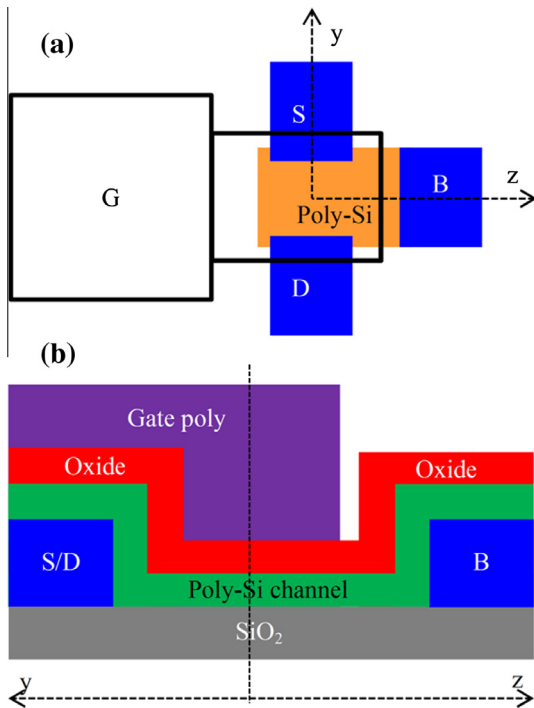 (a)
y
S
G
B
z
Poly-Si
D
(b)
Gate poly
Oxide
Oxide
S/D
B
Poly-Si channel
SiO₂
y
z